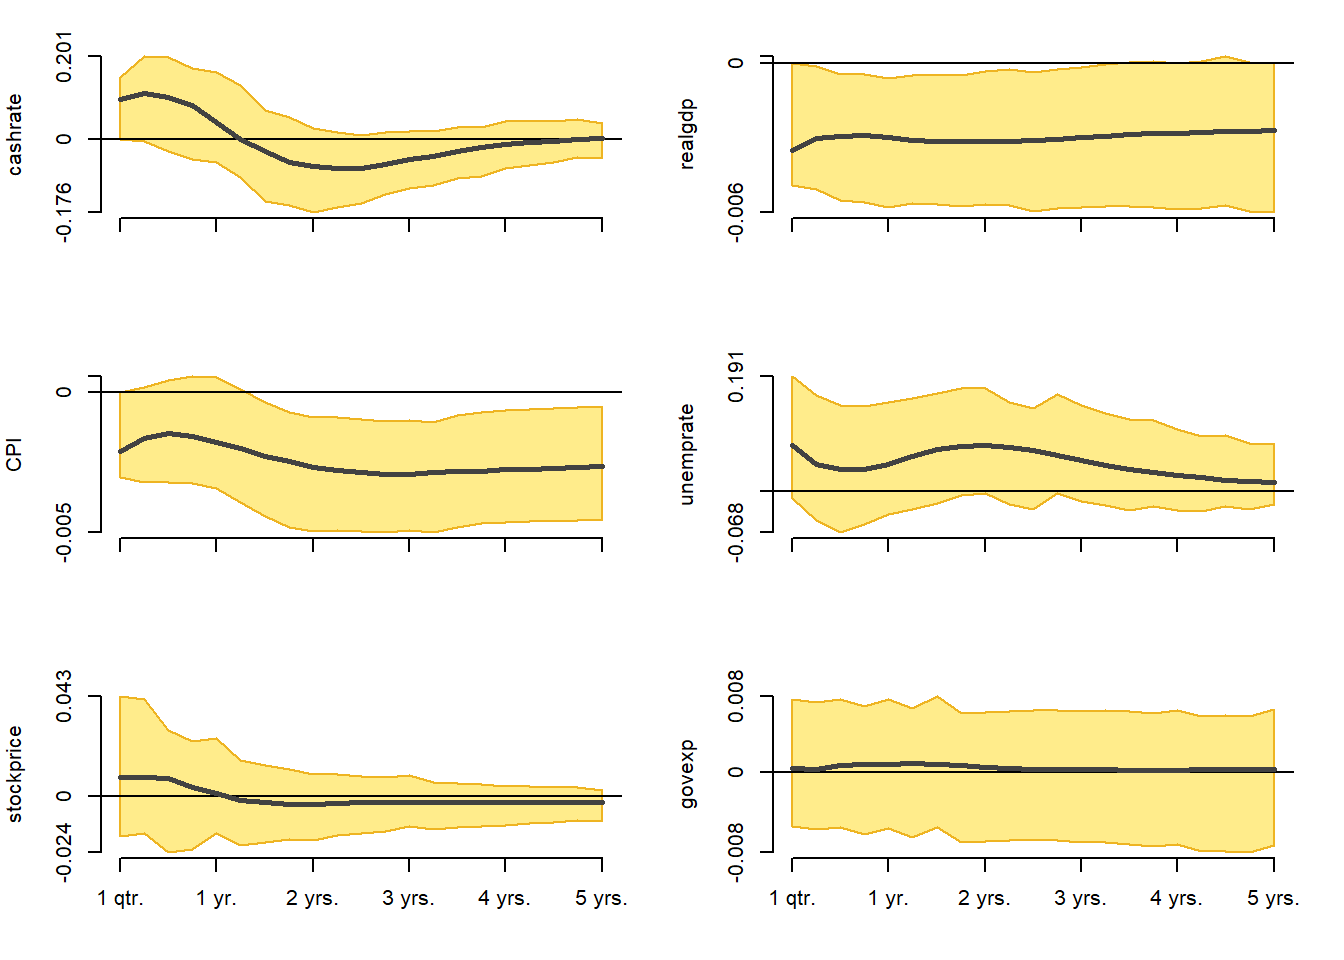 cashrate
0.201
0
-0.176
realgdp
0
-0.006
CPI
0
-0.005
unemprate
0.191
-0.068
stockprice
0.043
0
-0.024
1 qtr. 1 yr. 2 yrs. 3 yrs. 4 yrs. 5 yrs.
govexp
0.008
0
-0.008
1 qtr. 1 yr. 2 yrs. 3 yrs. 4 yrs. 5 yrs.